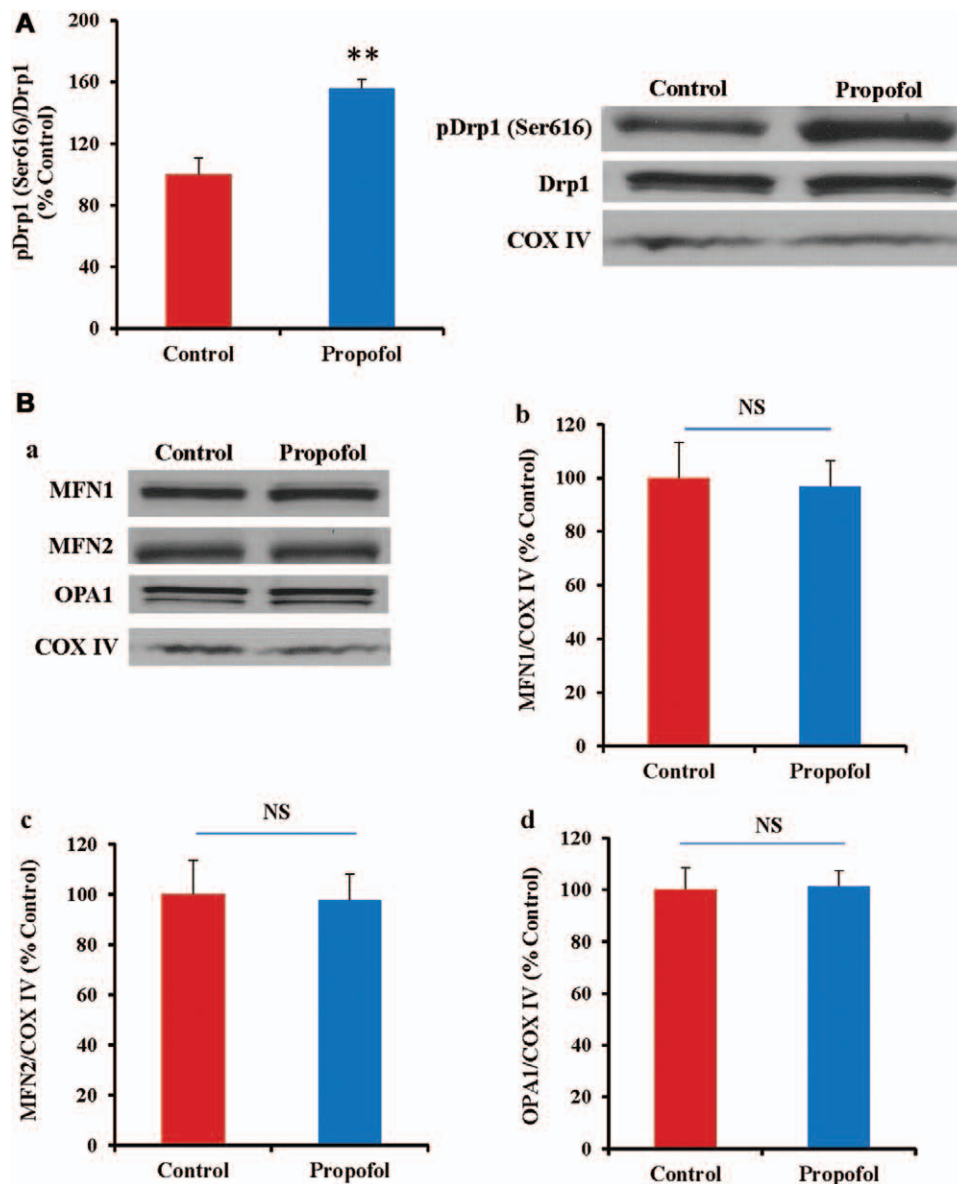 A
pDrp1 (Ser616)/Drp1
(% Control)
200
160
120
80
40
0
**
Control
Propofol
Control Propofol
pDrp1 (Ser616)
Drp1
COX IV
B
a
Control Propofol
MFN1
MFN2
OPA1
COX IV
b
NS
MFN1/COX IV (% Control)
120
100
80
60
40
20
0
Control
Propofol
c
NS
MFN2/COX IV (% Control)
120
100
80
60
40
20
0
Control
Propofol
d
NS
OPA1/COX IV (% Control)
120
100
80
60
40
20
0
Control
Propofol